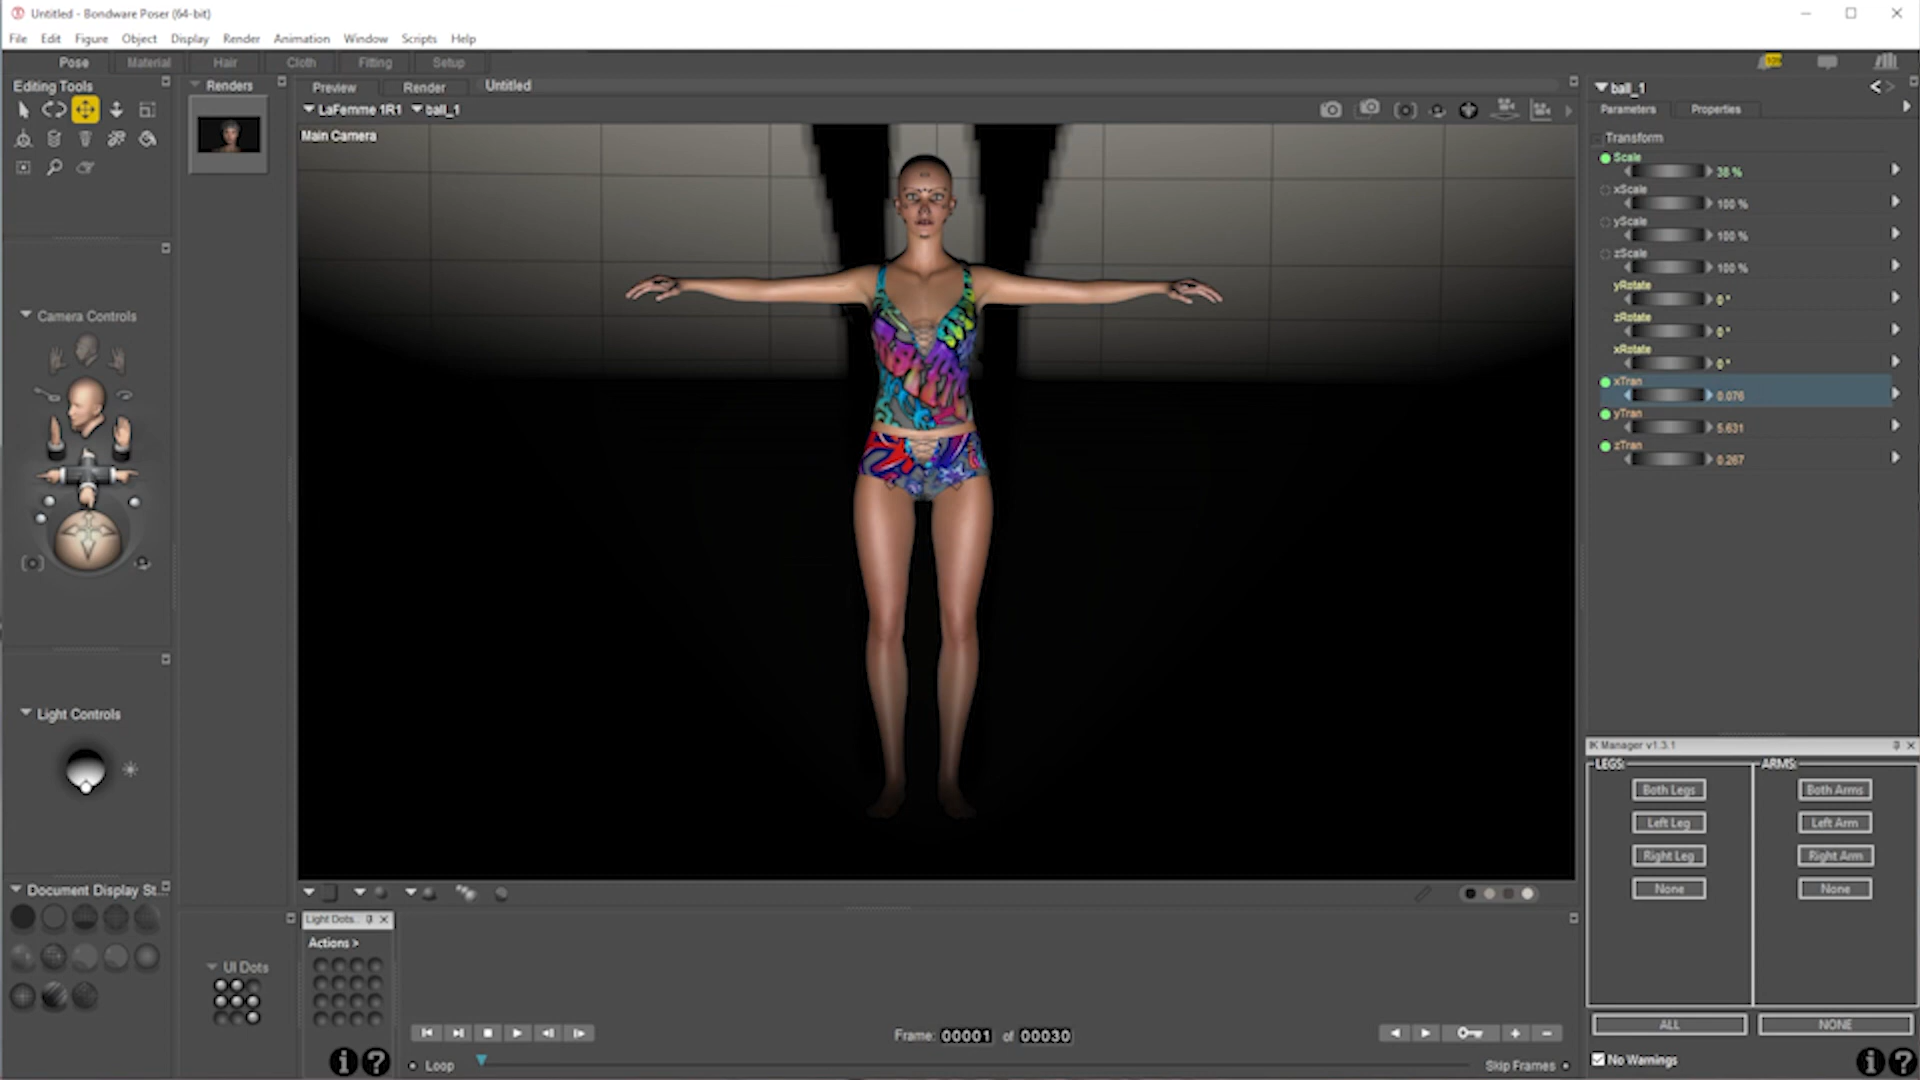 Untitled - Bondware Poser (64-bit)
File Edit Figure Object Display Render Animation Window Scripts Help
Pose Material Hair Cloth Fitting Setup
Editing Tools
Renders
Preview Render Untitled
LaFemme 1R1 ball_1
Main Camera
ball_1
Parameters Properties
Transform
Scale
38 %
xScale
100 %
yScale
100 %
zScale
100 %
yRotate
0 °
zRotate
0 °
xRotate
0 °
xTran
0.076
yTran
5.631
zTran
0.267
Camera Controls
Light Controls
Document Display St...
UI Dots
Light Dots..
Actions >
Frame: 00001 of 00030
Loop
Skip Frames
IK Manager v1.3.1
LEGS: ARMS:
Both Legs Both Arms
Left Leg Left Arm
Right Leg Right Arm
None None
ALL NONE
No Warnings